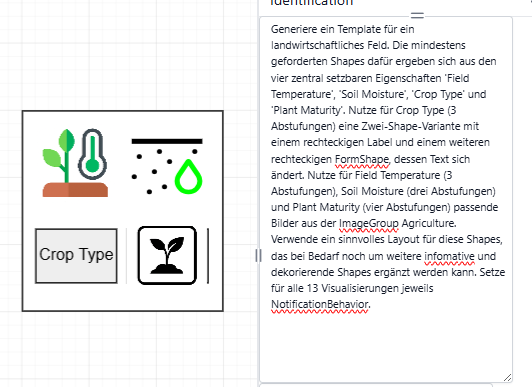 Identification
Generiere ein Template für ein
landwirtschaftliches Feld. Die mindestens
geforderten Shapes dafür ergeben sich aus den
vier zentral setzbaren Eigenschaften 'Field
Temperature', 'Soil Moisture', 'Crop Type' und
'Plant Maturity'. Nutze für Crop Type (3
Abstufungen) eine Zwei-Shape-Variante mit
einem rechteckigen Label und einem weiteren
rechteckigen FormShape, dessen Text sich
ändert. Nutze für Field Temperature (3
Abstufungen), Soil Moisture (drei Abstufungen)
und Plant Maturity (vier Abstufungen) passende
Bilder aus der ImageGroup Agriculture.
Verwende ein sinnvolles Layout für diese Shapes,
das bei Bedarf noch um weitere infomative und
dekorierende Shapes ergänzt werden kann. Setze
für alle 13 Visualisierungen jeweils
NotificationBehavior.
Crop Type